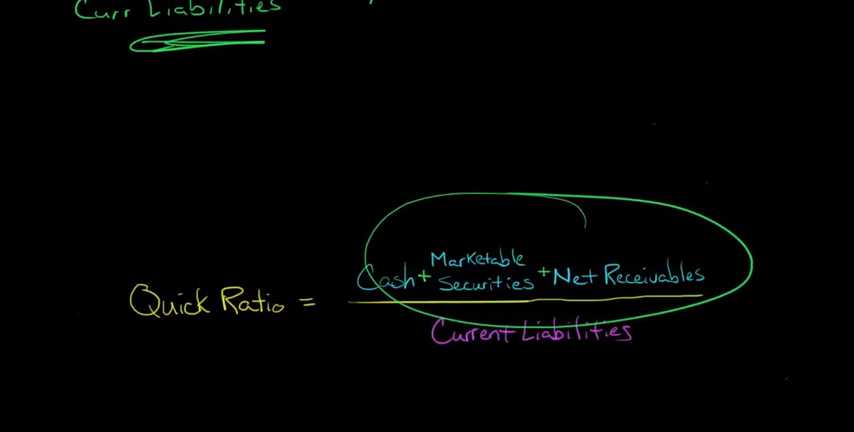 Curr Liabilities
Marketable
Cash + Securities + Net Receivables
Quick Ratio =
Current Liabilities